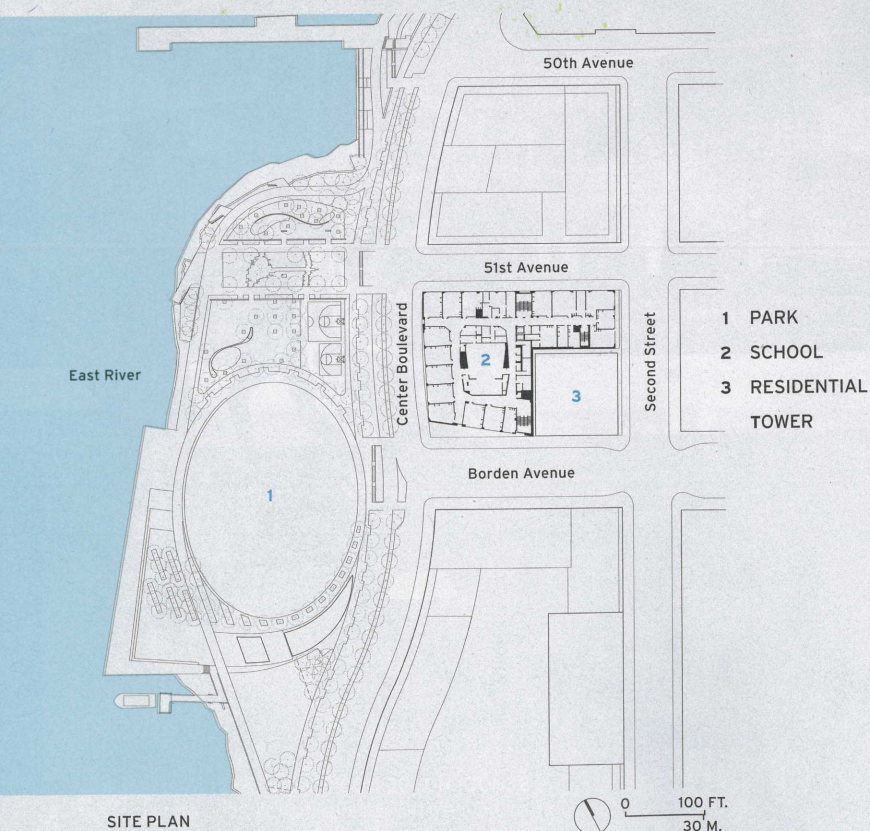 50th Avenue
51st Avenue
Center Boulevard
Second Street
East River
2
3
1
Borden Avenue
1 PARK
2 SCHOOL
3 RESIDENTIAL
TOWER
SITE PLAN
0 100 FT.
30 M.